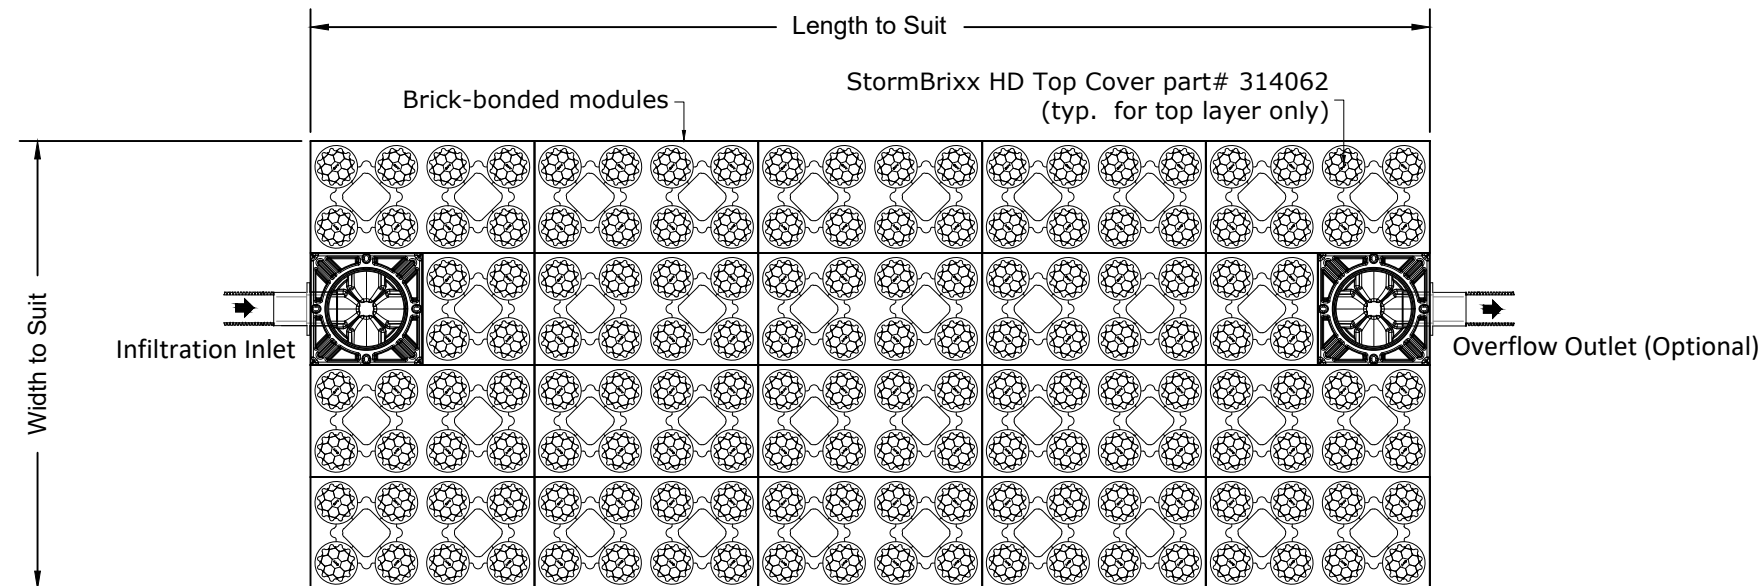 Length to Suit
StormBrixx HD Top Cover part# 314062
(typ.  for top layer only)
Brick-bonded modules
Width to Suit
Infiltration Inlet
Overflow Outlet (Optional)